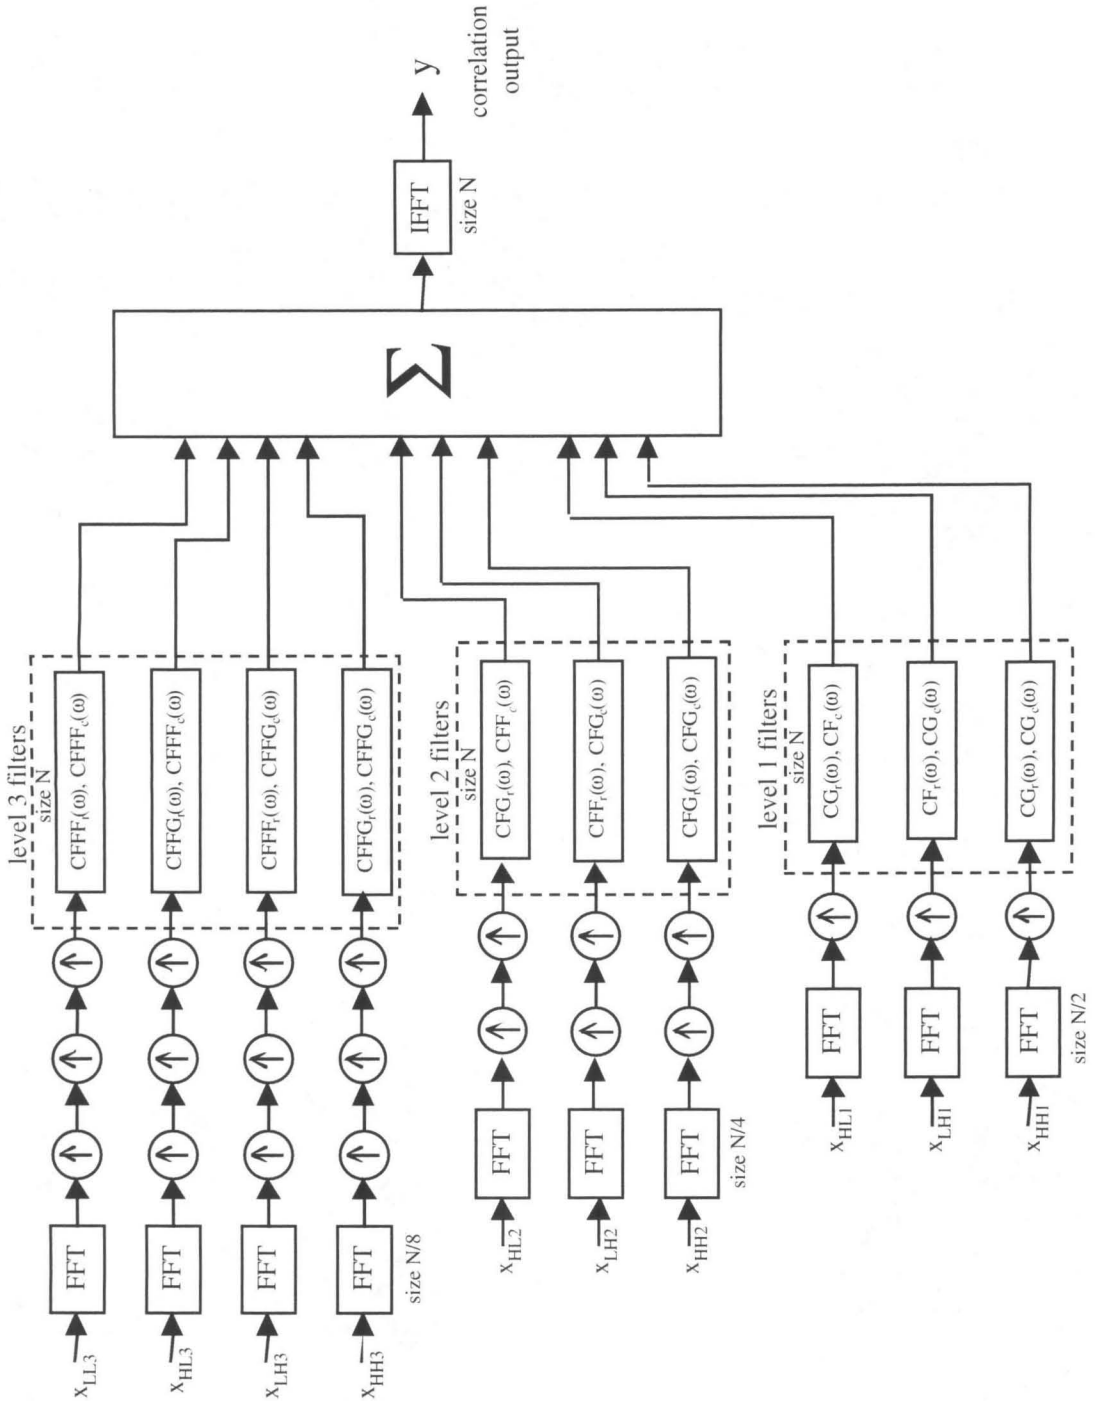 level 3 filters
size N
x_LL3 FFT CFFF_r(ω), CFFF_c(ω)
x_HL3 FFT CFFG_r(ω), CFFF_c(ω)
x_LH3 FFT CFFF_r(ω), CFFG_c(ω)
x_HH3 FFT CFFG_r(ω), CFFG_c(ω)
size N/8
level 2 filters
size N
x_HL2 FFT CFG_r(ω), CFF_c(ω)
x_LH2 FFT CFF_r(ω), CFG_c(ω)
x_HH2 FFT CFG_r(ω), CFG_c(ω)
size N/4
level 1 filters
size N
x_HL1 FFT CG_r(ω), CF_c(ω)
x_LH1 FFT CF_r(ω), CG_c(ω)
x_HH1 FFT CG_r(ω), CG_c(ω)
size N/2
Σ
IFFT
size N
y
correlation
output